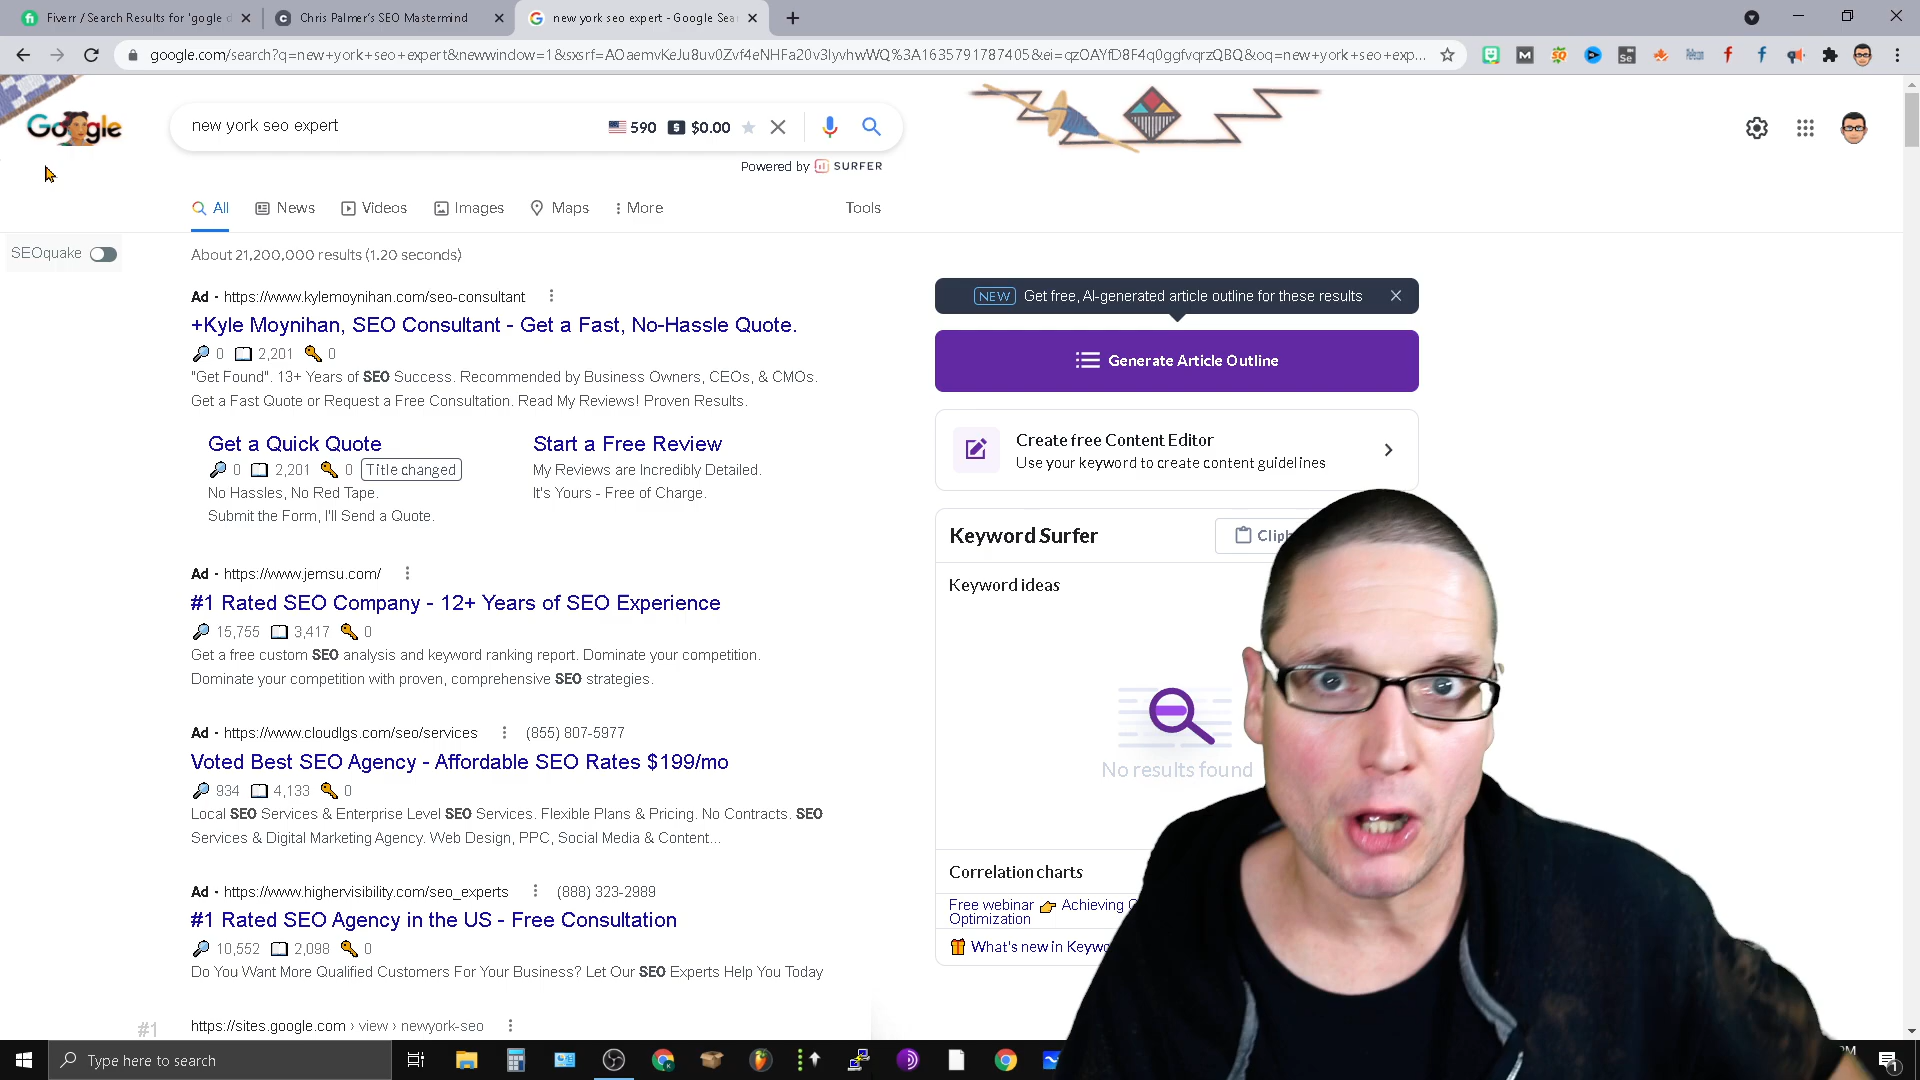 Fiverr / Search Results for 'gogle d
Chris Palmer's SEO Mastermind
new york seo expert - Google Sea
google.com/search?q=new+york+seo+expert&newwindow=1&sxsrf=AOaemvKeJu8uv0Zvf4eNHFa20v3lyvhwWQ%3A1635791787405&ei=qzOAYfD8F4q0ggfvqrzQBQ&oq=new+york+seo+exp...
Google
new york seo expert
590
$0.00
Powered by SURFER
All
News
Videos
Images
Maps
More
Tools
SEOquake
About 21,200,000 results (1.20 seconds)
Ad · https://www.kylemoynihan.com/seo-consultant
+Kyle Moynihan, SEO Consultant - Get a Fast, No-Hassle Quote.
0 2,201 0
"Get Found". 13+ Years of SEO Success. Recommended by Business Owners, CEOs, & CMOs.
Get a Fast Quote or Request a Free Consultation. Read My Reviews! Proven Results.
Get a Quick Quote
0 2,201 0 Title changed
No Hassles, No Red Tape.
Submit the Form, I'll Send a Quote.
Start a Free Review
My Reviews are Incredibly Detailed.
It's Yours - Free of Charge.
Ad · https://www.jemsu.com/
#1 Rated SEO Company - 12+ Years of SEO Experience
15,755 3,417 0
Get a free custom SEO analysis and keyword ranking report. Dominate your competition.
Dominate your competition with proven, comprehensive SEO strategies.
Ad · https://www.cloudlgs.com/seo/services (855) 807-5977
Voted Best SEO Agency - Affordable SEO Rates $199/mo
934 4,133 0
Local SEO Services & Enterprise Level SEO Services. Flexible Plans & Pricing. No Contracts. SEO
Services & Digital Marketing Agency. Web Design, PPC, Social Media & Content...
Ad · https://www.highervisibility.com/seo_experts (888) 323-2989
#1 Rated SEO Agency in the US - Free Consultation
10,552 2,098 0
Do You Want More Qualified Customers For Your Business? Let Our SEO Experts Help You Today
#1
https://sites.google.com › view › newyork-seo
NEW Get free, AI-generated article outline for these results
Generate Article Outline
Create free Content Editor
Use your keyword to create content guidelines
Keyword Surfer
Clipb
Keyword ideas
No results found
Correlation charts
Free webinar Achieving
Optimization
What's new in Keywo
Type here to search